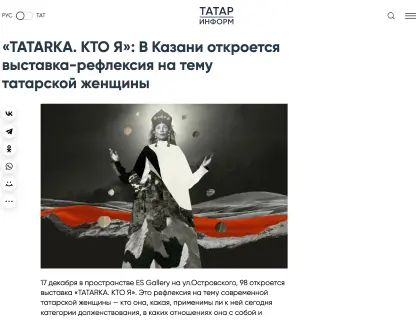 РУС ТАТ
ТАТАР
ИНФОРМ
«TATARKA. КТО Я»: В Казани откроется
выставка-рефлексия на тему
татарской женщины
17 декабря в пространстве ES Gallery на ул.Островского, 98 откроется
выставка «TATARKA. КТО Я». Это рефлексия на тему современной
татарской женщины — кто она, какая, применимы ли к ней сегодня
категории долженствования, в каких отношениях она с собой и